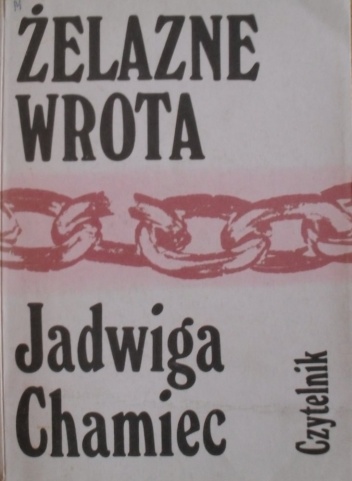 ŻELAZNE
WROTA
Jadwiga
Chamiec
Czytelnik